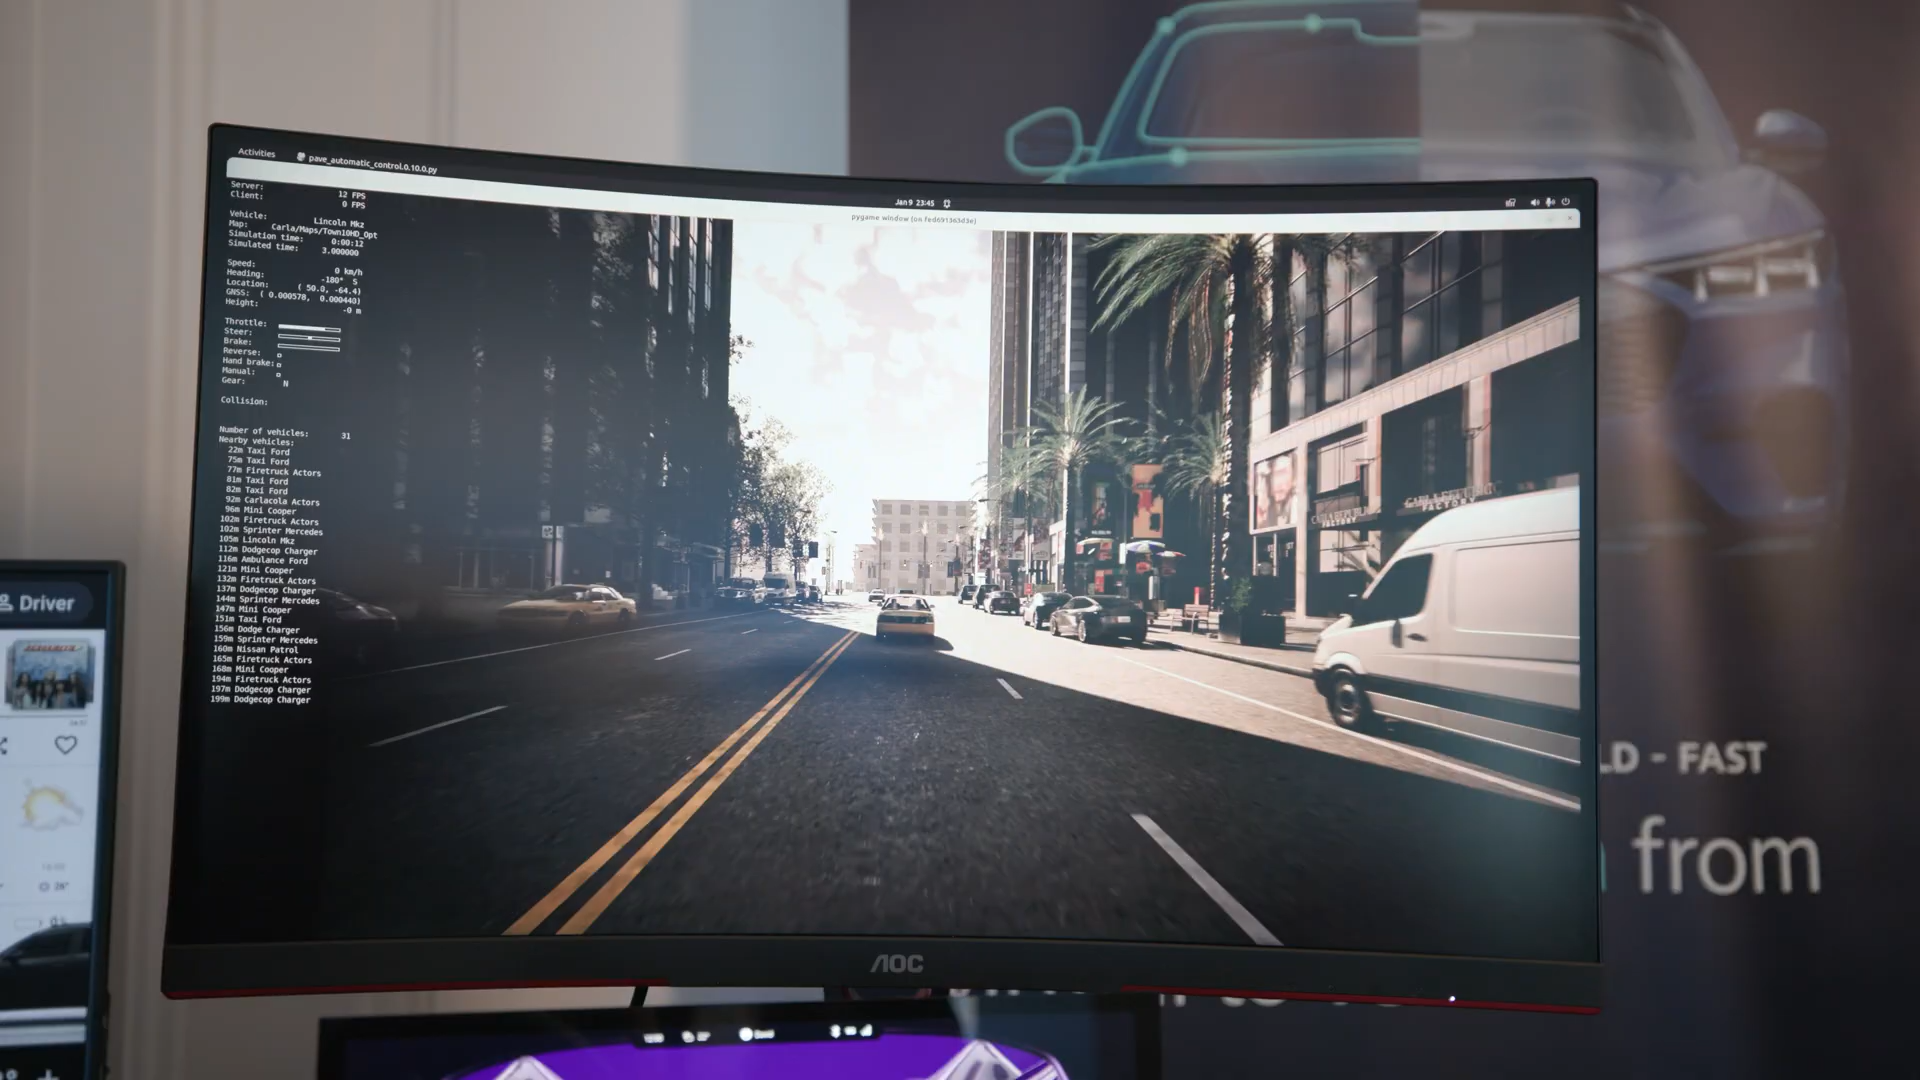 Activities pave_automatic_control.0.10.0.py
Jan 9 23:45
pygame window (on fed691363d3e)
Server: 12 FPS
Client: 0 FPS
Vehicle: Lincoln Mkz
Map: Carla/Maps/Town10HD_Opt
Simulation time: 0:00:12
Simulated time: 3.000000
Speed: 0 km/h
Heading: -180° S
Location: ( 50.0, -64.4)
GNSS: ( 0.000578, 0.000440)
Height: -0 m
Throttle:
Steer:
Brake:
Reverse:
Hand brake:
Manual:
Gear: N
Collision:
Number of vehicles: 31
Nearby vehicles:
22m Taxi Ford
75m Taxi Ford
77m Firetruck Actors
81m Taxi Ford
82m Taxi Ford
92m Carlacola Actors
96m Mini Cooper
102m Firetruck Actors
102m Sprinter Mercedes
105m Lincoln Mkz
112m Dodgecop Charger
116m Ambulance Ford
121m Mini Cooper
132m Firetruck Actors
137m Dodgecop Charger
144m Sprinter Mercedes
147m Mini Cooper
151m Taxi Ford
156m Dodge Charger
159m Sprinter Mercedes
160m Nissan Patrol
165m Firetruck Actors
168m Mini Cooper
194m Firetruck Actors
197m Dodgecop Charger
199m Dodgecop Charger
FACTORY
FACTORY
AOC
Driver
LD - FAST
from